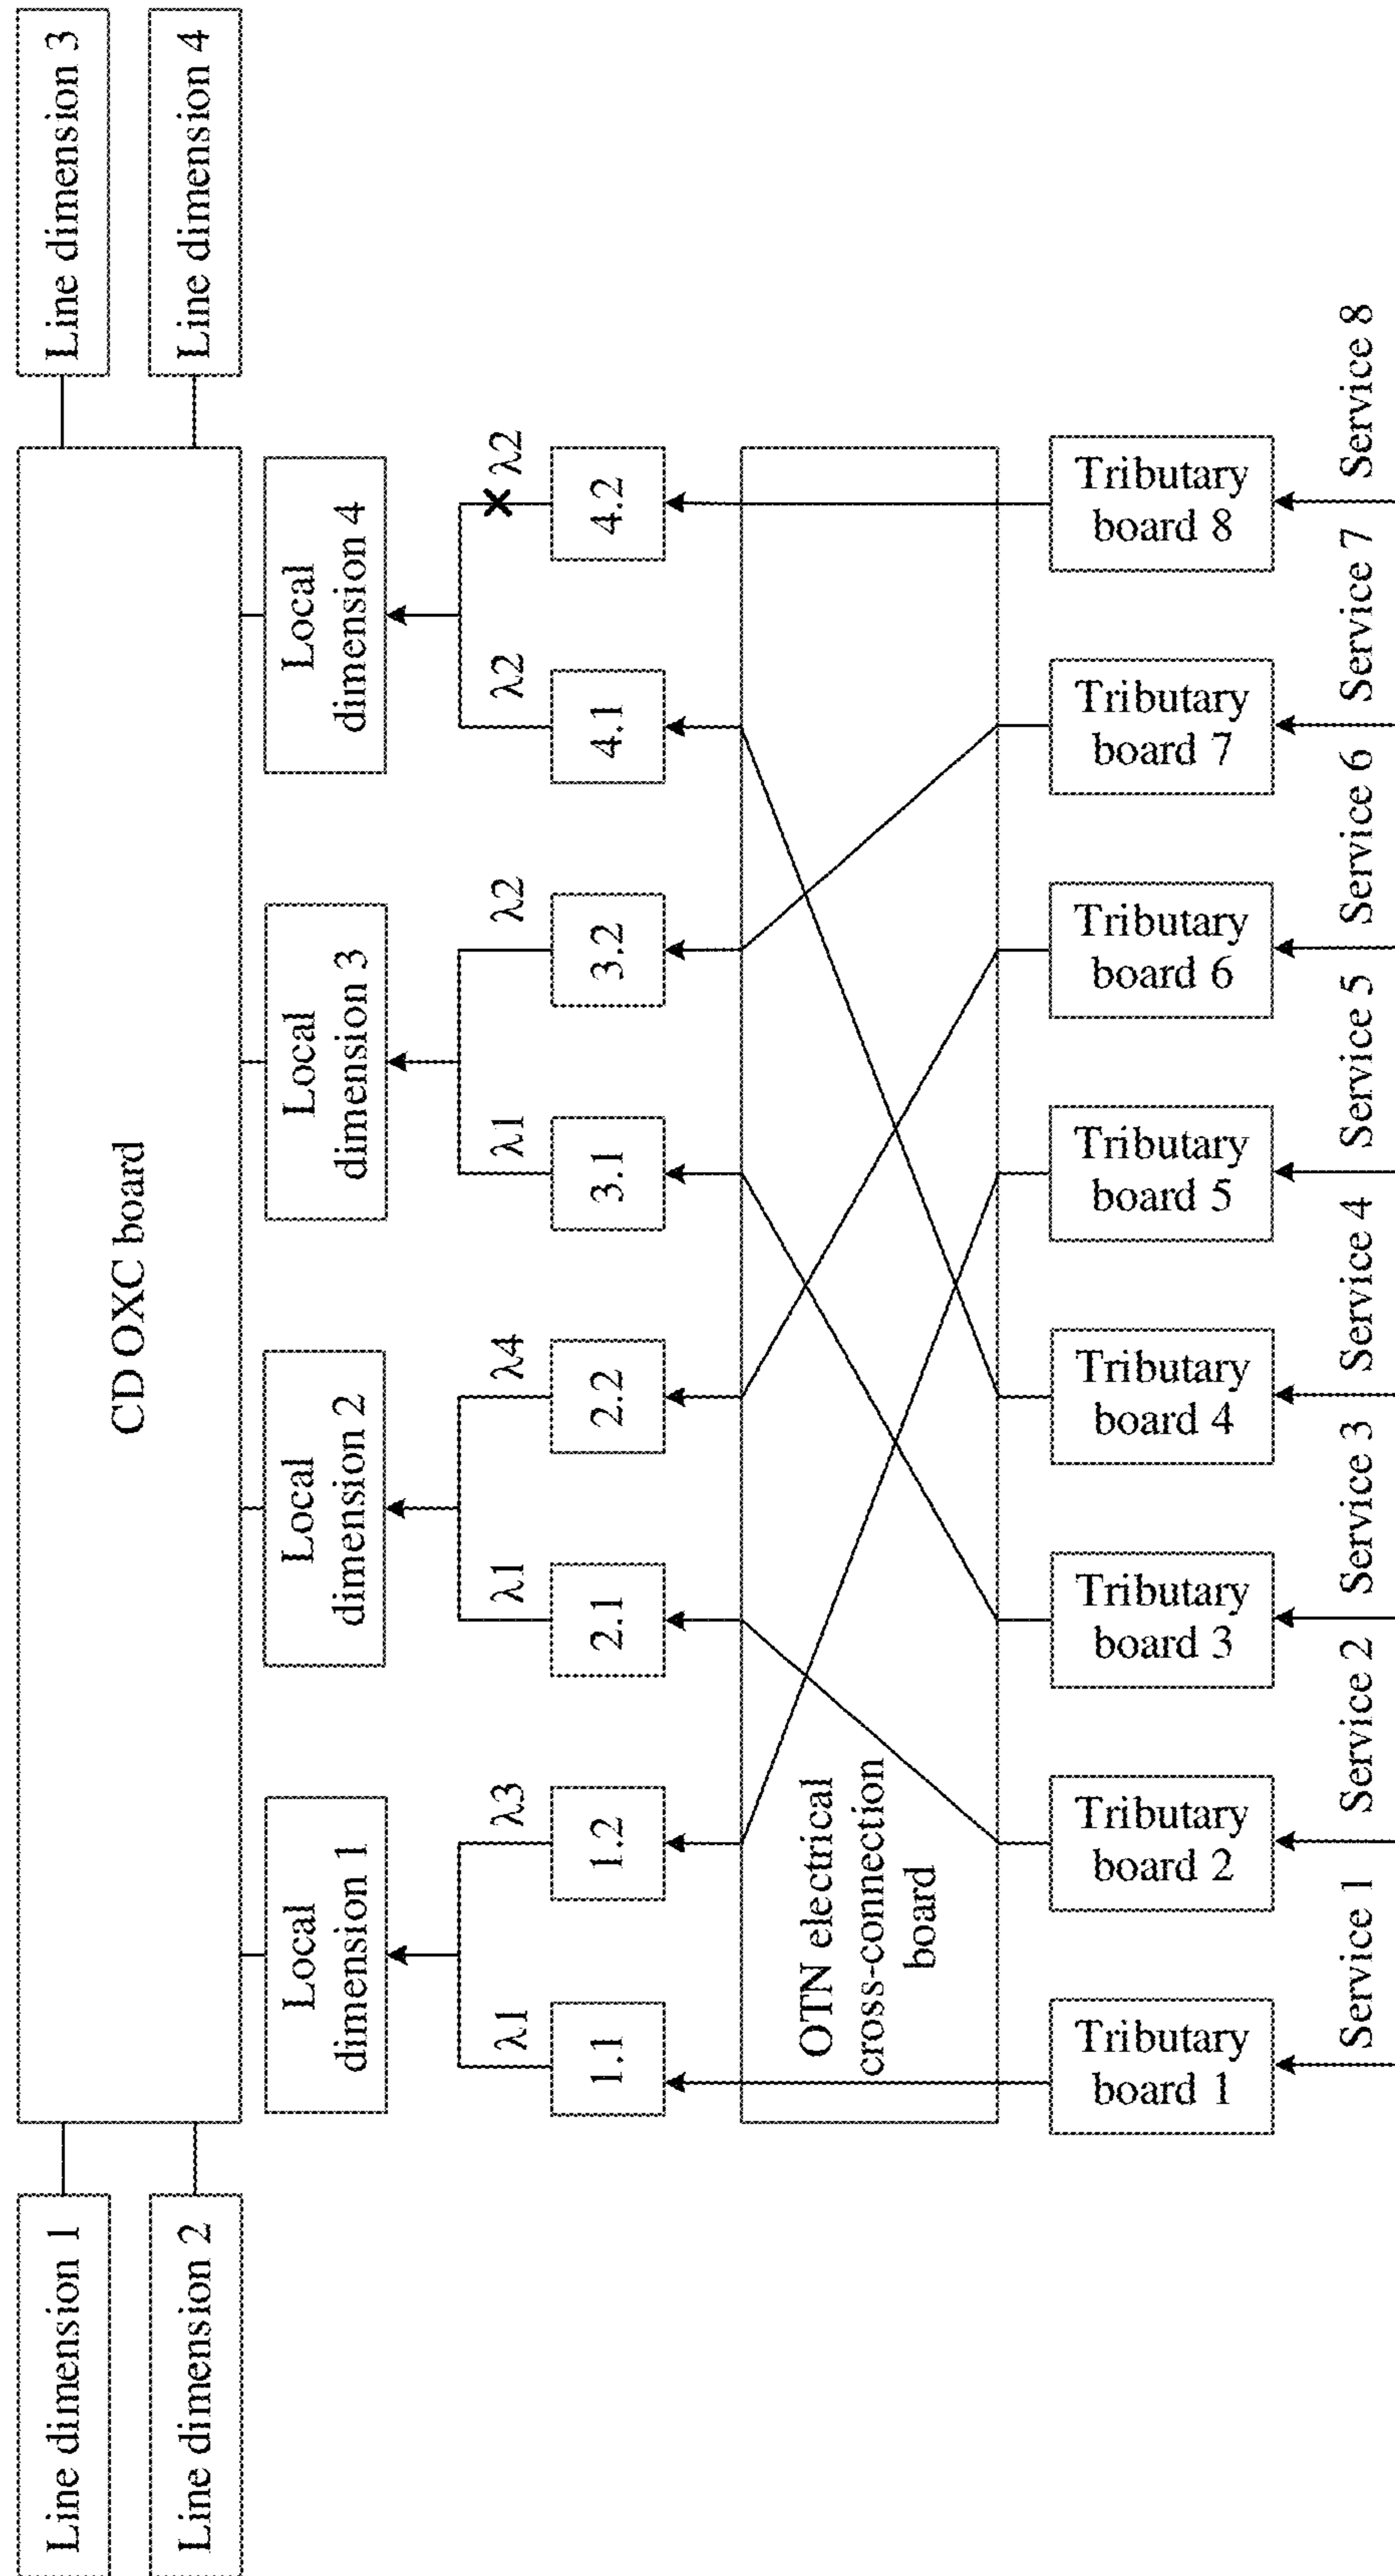 Line dimension 1
Line dimension 2
CD OXC board
Line dimension 3
Line dimension 4
Local
dimension 1
Local
dimension 2
Local
dimension 3
Local
dimension 4
λ1
λ3
λ1
λ4
λ1
λ2
λ2
λ2
1.1
1.2
2.1
2.2
3.1
3.2
4.1
4.2
OTN electrical
cross-connection
board
Tributary
board 1
Tributary
board 2
Tributary
board 3
Tributary
board 4
Tributary
board 5
Tributary
board 6
Tributary
board 7
Tributary
board 8
Service 1
Service 2
Service 3
Service 4
Service 5
Service 6
Service 7
Service 8